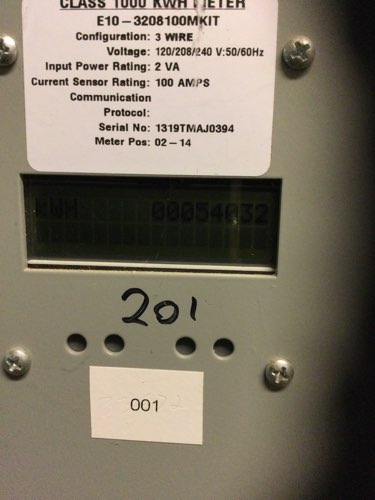 CLASS 1000 KWH METER
E10-3208100MKIT
Configuration: 3 WIRE
Voltage: 120/208/240 V:50/60Hz
Input Power Rating: 2 VA
Current Sensor Rating: 100 AMPS
Communication
Protocol:
Serial No: 1319TMAJ0394
Meter Pos: 02-14
kWH 00054032
201
001